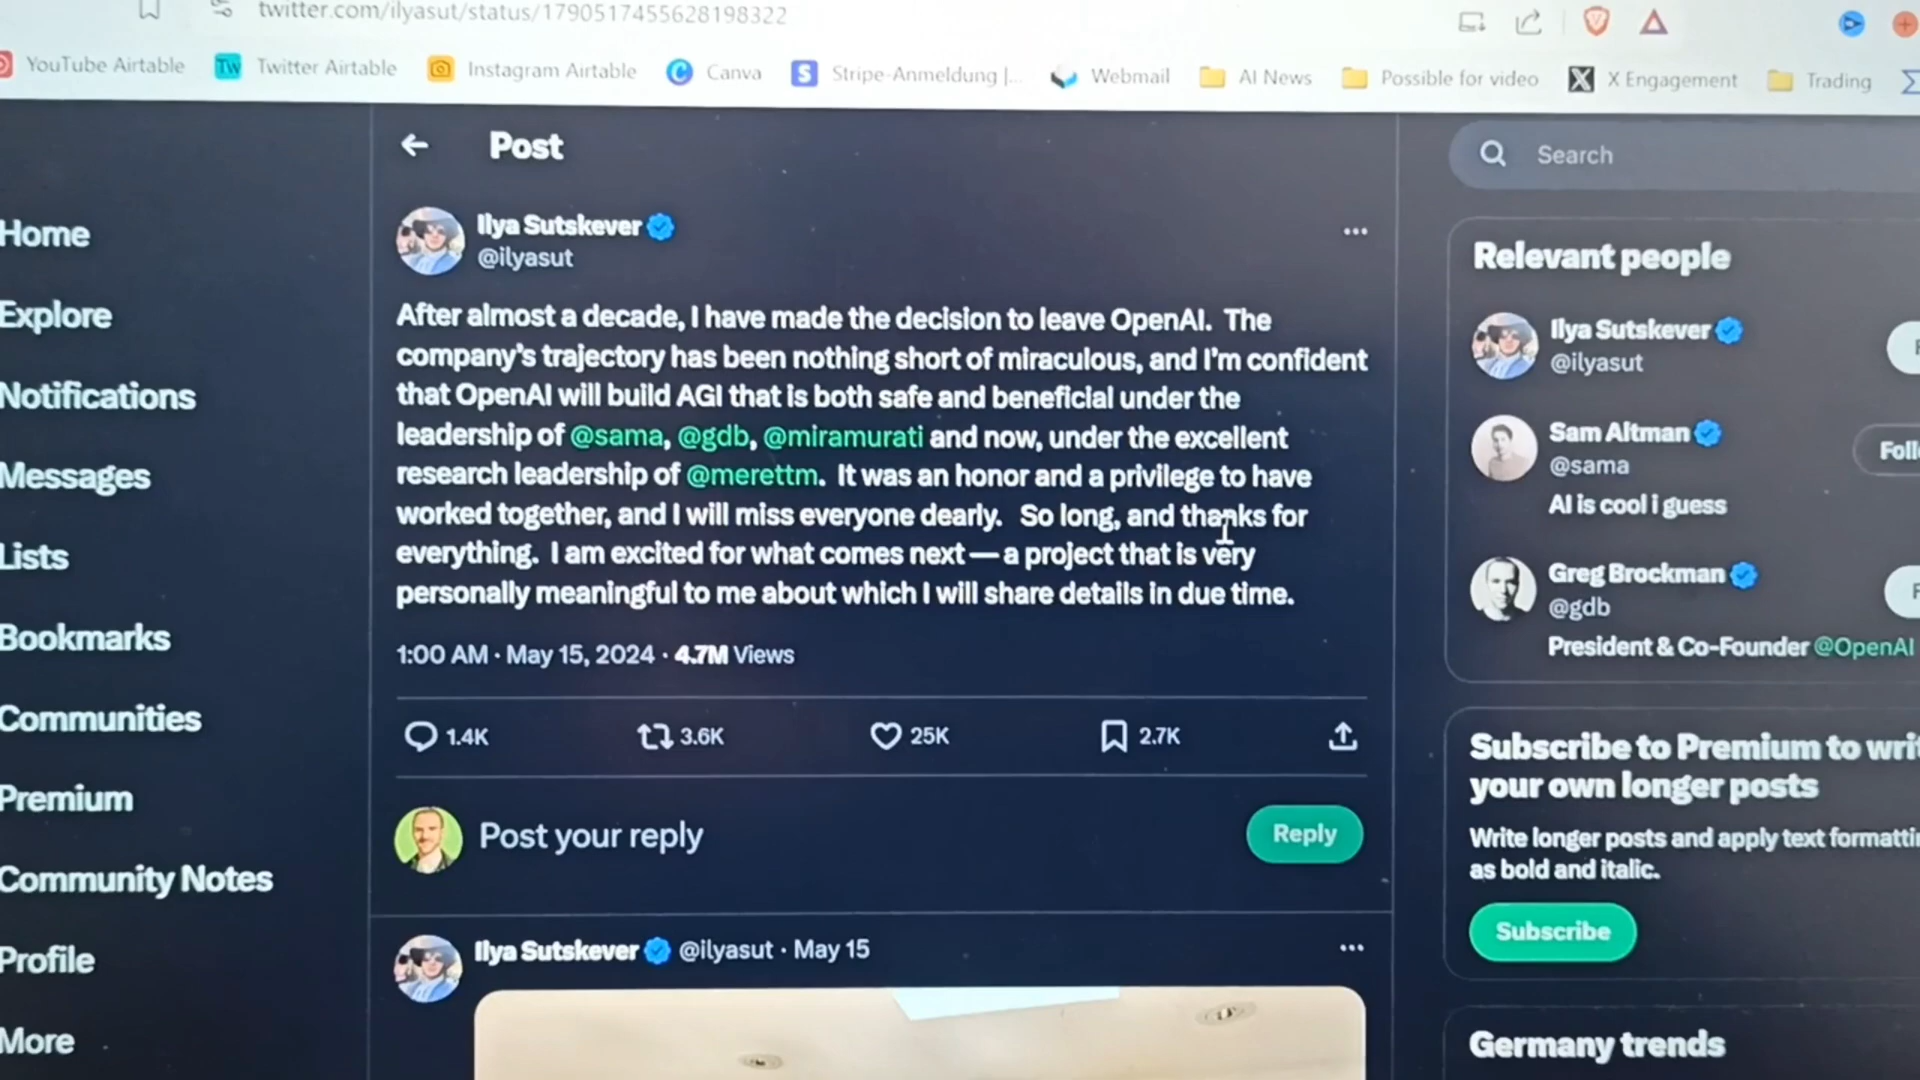 twitter.com/ilyasut/status/1790517455628198322
YouTube Airtable
Tw Twitter Airtable
Instagram Airtable
Canva
S Stripe-Anmeldung |...
Webmail
AI News
Possible for video
X Engagement
Trading
Home
Explore
Notifications
Messages
Lists
Bookmarks
Communities
Premium
Community Notes
Profile
More
Post
Ilya Sutskever
@ilyasut
After almost a decade, I have made the decision to leave OpenAI. The
company's trajectory has been nothing short of miraculous, and I'm confident
that OpenAI will build AGI that is both safe and beneficial under the
leadership of @sama, @gdb, @miramurati and now, under the excellent
research leadership of @merettm. It was an honor and a privilege to have
worked together, and I will miss everyone dearly. So long, and thanks for
everything. I am excited for what comes next — a project that is very
personally meaningful to me about which I will share details in due time.
1:00 AM · May 15, 2024 · 4.7M Views
1.4K 3.6K 25K 2.7K
Post your reply
Reply
Ilya Sutskever @ilyasut · May 15
Search
Relevant people
Ilya Sutskever
@ilyasut
Sam Altman
@sama
AI is cool i guess
Greg Brockman
@gdb
President & Co-Founder @OpenAI
Subscribe to Premium to
your own longer posts
Write longer posts and apply text
as bold and italic.
Subscribe
Germany trends